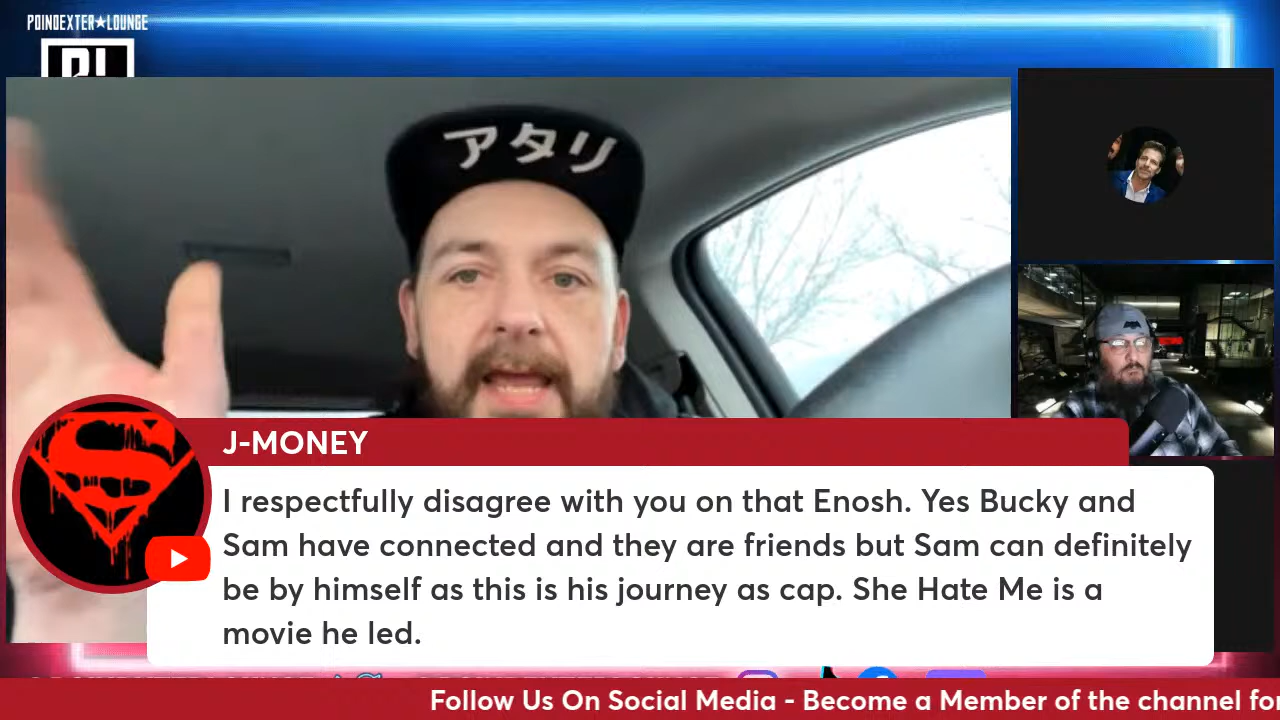 POINDEXTER★LOUNGE
アタリ
J-MONEY
I respectfully disagree with you on that Enosh. Yes Bucky and
Sam have connected and they are friends but Sam can definitely
be by himself as this is his journey as cap. She Hate Me is a
movie he led.
Follow Us On Social Media - Become a Member of the channel for